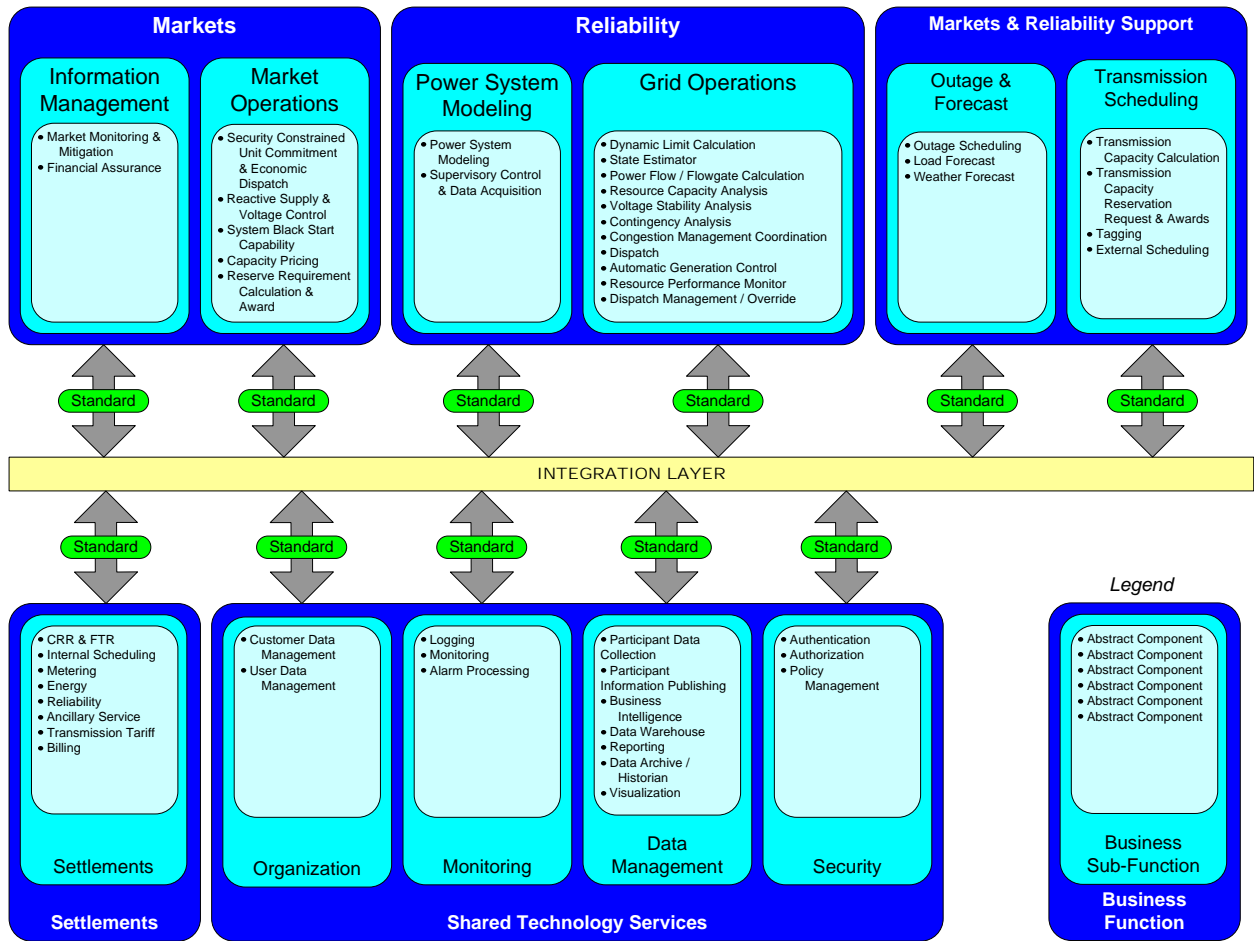 Markets
Information
Management
• Market Monitoring &
Mitigation
• Financial Assurance
Market
Operations
• Security Constrained
Unit Commitment
& Economic
Dispatch
• Reactive Supply &
Voltage Control
• System Black Start
Capability
• Capacity Pricing
• Reserve Requirement
Calculation &
Award
Reliability
Power System
Modeling
• Power System
Modeling
• Supervisory Control
& Data Acquisition
Grid Operations
• Dynamic Limit Calculation
• State Estimator
• Power Flow / Flowgate Calculation
• Resource Capacity Analysis
• Voltage Stability Analysis
• Contingency Analysis
• Congestion Management Coordination
• Dispatch
• Automatic Generation Control
• Resource Performance Monitor
• Dispatch Management / Override
Markets & Reliability Support
Outage &
Forecast
• Outage Scheduling
• Load Forecast
• Weather Forecast
Transmission
Scheduling
• Transmission
Capacity Calculation
• Transmission
Capacity
Reservation
Request & Awards
• Tagging
• External Scheduling
Standard
Standard
Standard
Standard
Standard
Standard
INTEGRATION LAYER
Standard
Standard
Standard
Standard
Standard
• CRR & FTR
• Internal Scheduling
• Metering
• Energy
• Reliability
• Ancillary Service
• Transmission Tariff
• Billing
Settlements
Settlements
• Customer Data
Management
• User Data
Management
Organization
• Logging
• Monitoring
• Alarm Processing
Monitoring
• Participant Data
Collection
• Participant
Information Publishing
• Business
Intelligence
• Data Warehouse
• Reporting
• Data Archive /
Historian
• Visualization
Data
Management
• Authentication
• Authorization
• Policy
Management
Security
Shared Technology Services
Legend
• Abstract Component
• Abstract Component
• Abstract Component
• Abstract Component
• Abstract Component
• Abstract Component
Business
Sub-Function
Business
Function